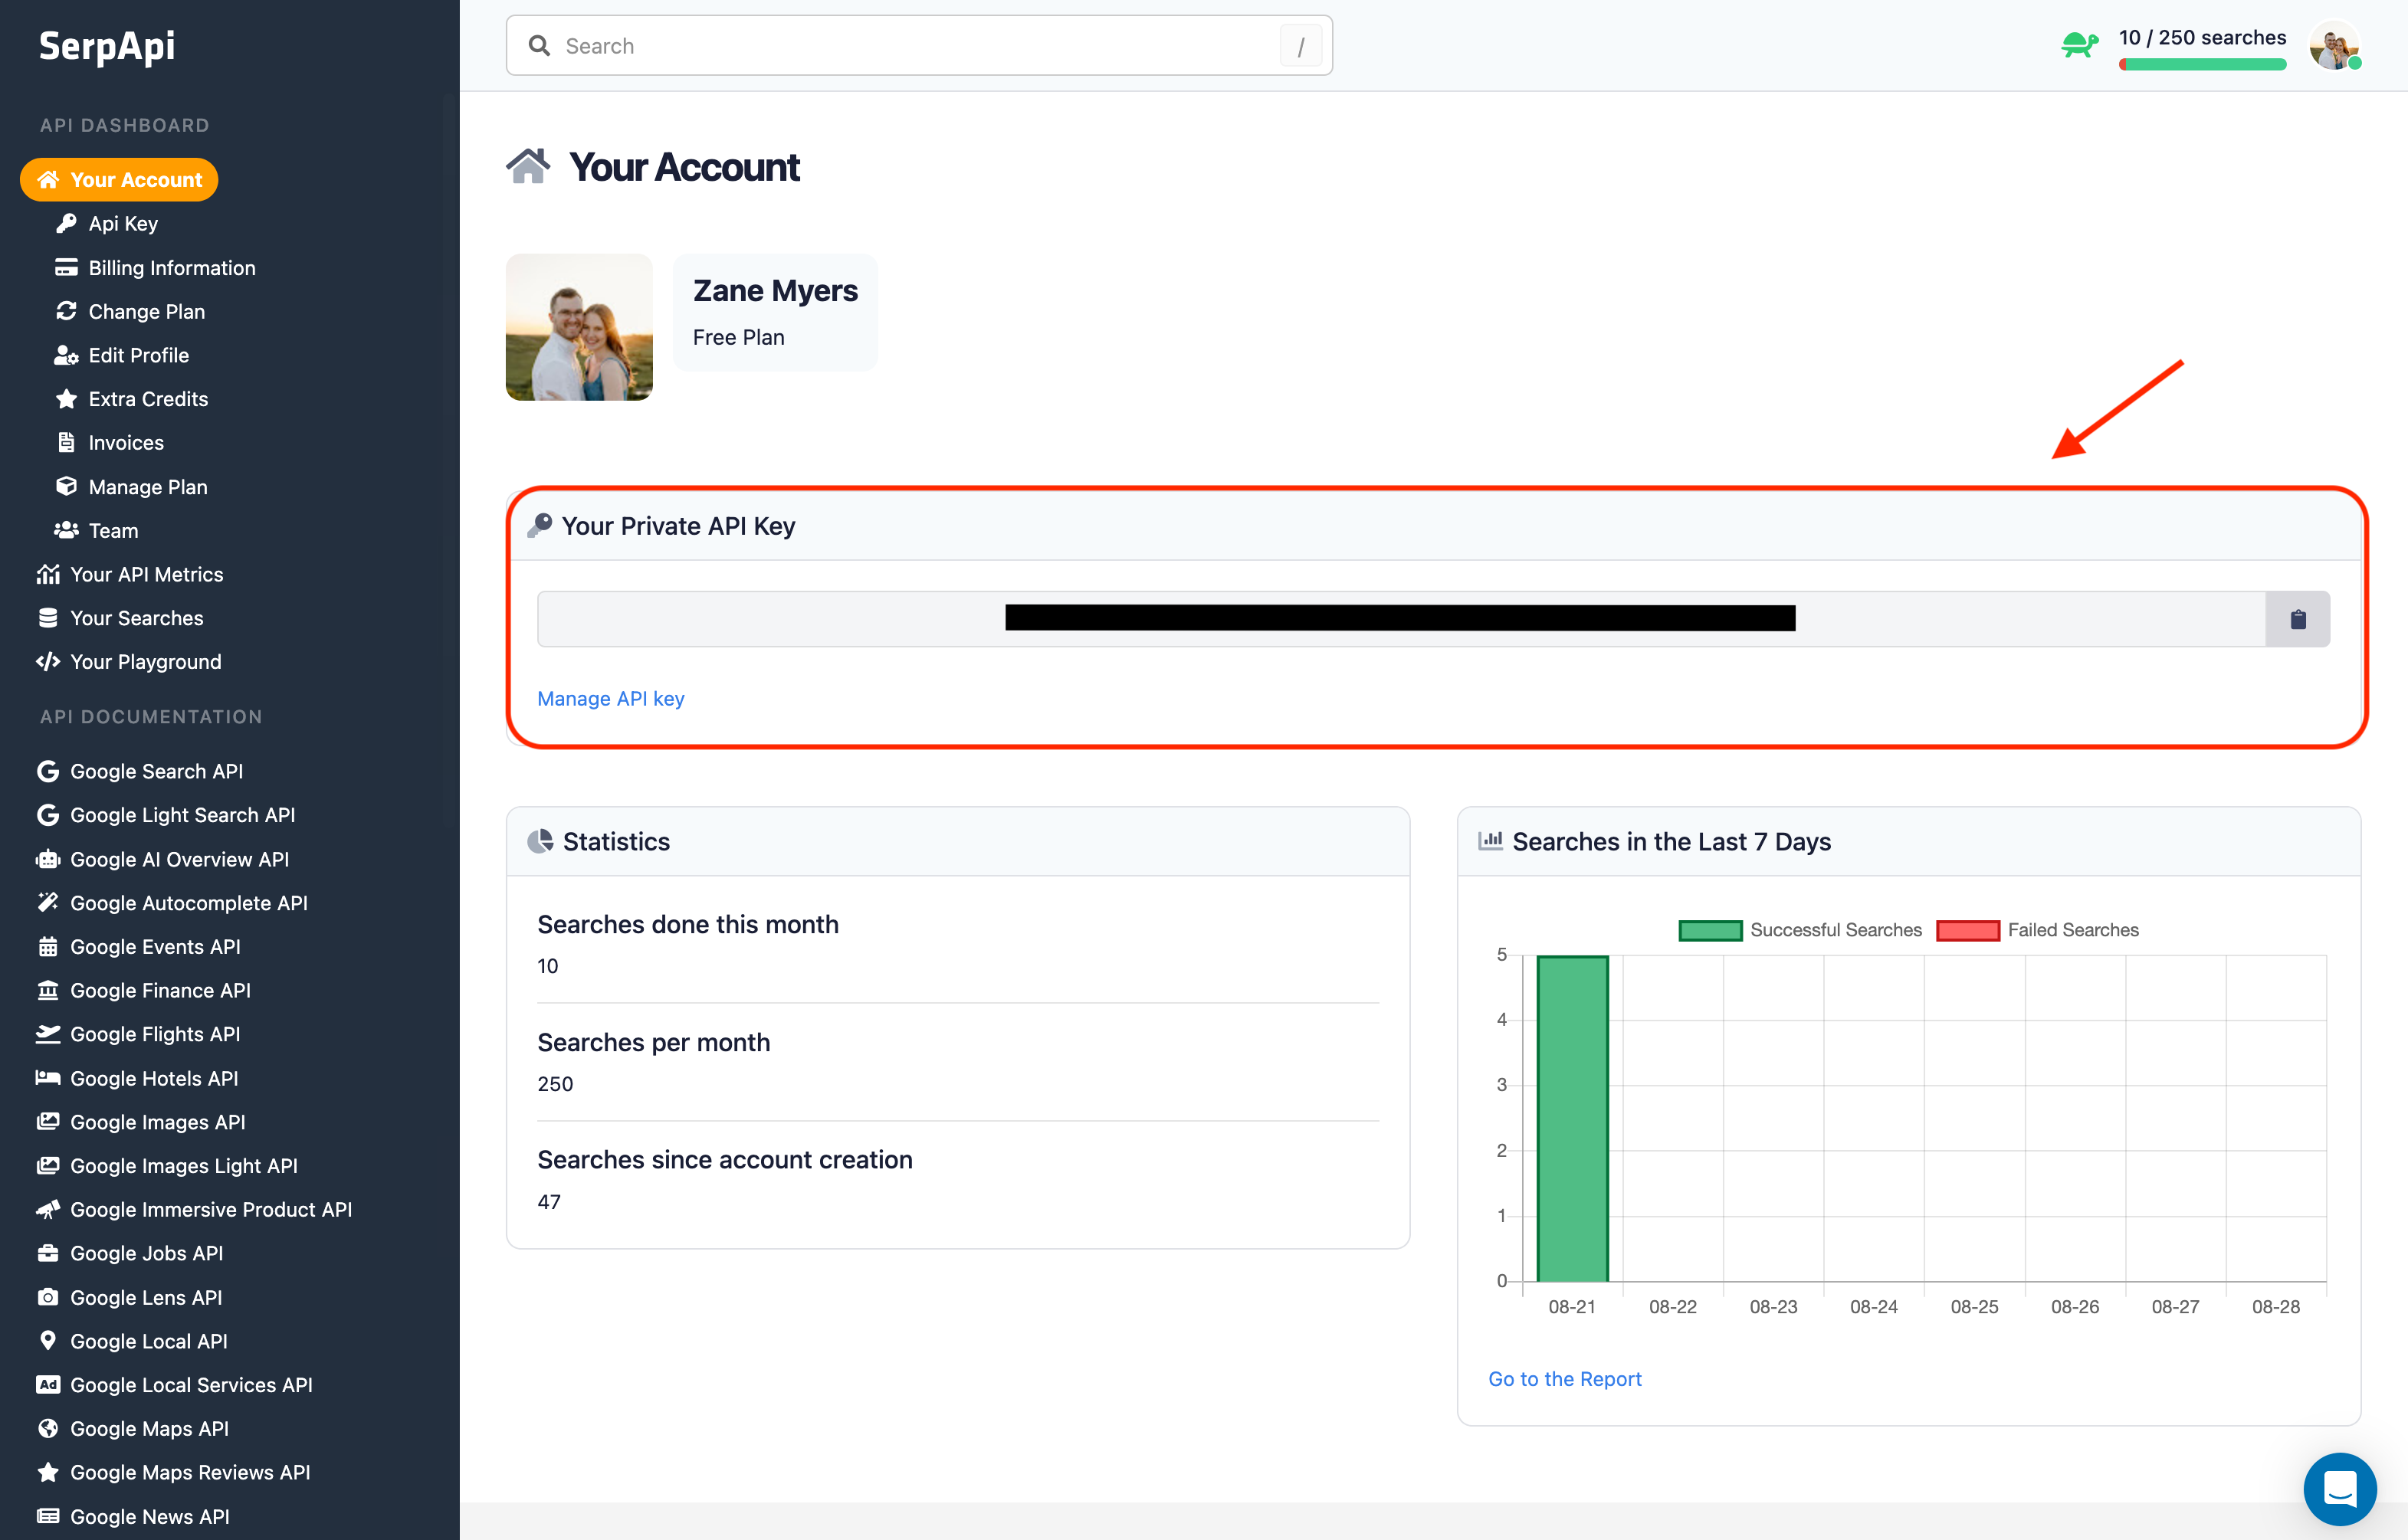 SerpApi
API DASHBOARD
Your Account
Api Key
Billing Information
Change Plan
Edit Profile
Extra Credits
Invoices
Manage Plan
Team
Your API Metrics
Your Searches
Your Playground
API DOCUMENTATION
Google Search API
Google Light Search API
Google AI Overview API
Google Autocomplete API
Google Events API
Google Finance API
Google Flights API
Google Hotels API
Google Images API
Google Images Light API
Google Immersive Product API
Google Jobs API
Google Lens API
Google Local API
Ad Google Local Services API
Google Maps API
Google Maps Reviews API
Google News API
Search /
10 / 250 searches
Your Account
Zane Myers
Free Plan
Your Private API Key
Manage API key
Statistics
Searches done this month
10
Searches per month
250
Searches since account creation
47
Searches in the Last 7 Days
Successful Searches Failed Searches
5
4
3
2
1
0
08-21 08-22 08-23 08-24 08-25 08-26 08-27 08-28
Go to the Report